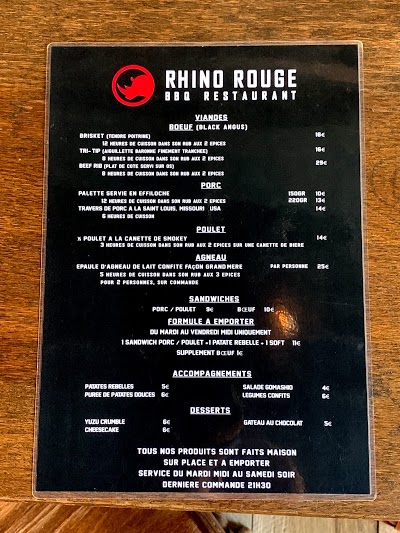 RHINO ROUGE
BBQ RESTAURANT
VIANDES
BOEUF (BLACK ANGUS)
BRISKET (TENDRE POITRINE) 16€
12 HEURES DE CUISSON DANS SON RUB AUX 2 EPICES
TRI- TIP (AIGUILLETTE BARONNE FINEMENT TRANCHEE) 16€
8 HEURES DE CUISSON DANS SON RUB AUX 2 EPICES
BEEF RIB (PLAT DE COTE SERVI SUR OS) 29€
8 HEURES DE CUISSON DANS SON RUB AUX 2 EPICES
PORC
PALETTE SERVIE EN EFFILOCHE 150GR 10€
12 HEURES DE CUISSON DANS SON RUB AUX 2 EPICES 220GR 13€
TRAVERS DE PORC A LA SAINT LOUIS, MISSOURI USA 14€
6 HEURES DE CUISSON
POULET
½ POULET A LA CANETTE DE SMOKEY 14€
3 HEURES DE CUISSON DANS SON RUB AUX 2 EPICES SUR UNE CANETTE DE BIERE
AGNEAU
EPAULE D'AGNEAU DE LAIT CONFITE FAÇON GRAND MERE PAR PERSONNE 25€
5 HEURES DE CUISSON DANS SON RUB AUX 3 EPICES
POUR 2 PERSONNES, SUR COMMANDE
SANDWICHES
PORC / POULET 9€ BŒUF 10€
FORMULE A EMPORTER
DU MARDI AU VENDREDI MIDI UNIQUEMENT
1 SANDWICH PORC / POULET +1 PATATE REBELLE + 1 SOFT 11€
SUPPLEMENT BŒUF 1€
ACCOMPAGNEMENTS
PATATES REBELLES 5€ SALADE GOMASHIO 4€
PUREE DE PATATES DOUCES 6€ LEGUMES CONFITS 6€
DESSERTS
YUZU CRUMBLE 6€ GATEAU AU CHOCOLAT 5€
CHEESECAKE 6€
TOUS NOS PRODUITS SONT FAITS MAISON
SUR PLACE ET A EMPORTER
SERVICE DU MARDI MIDI AU SAMEDI SOIR
DERNIERE COMMANDE 21H30